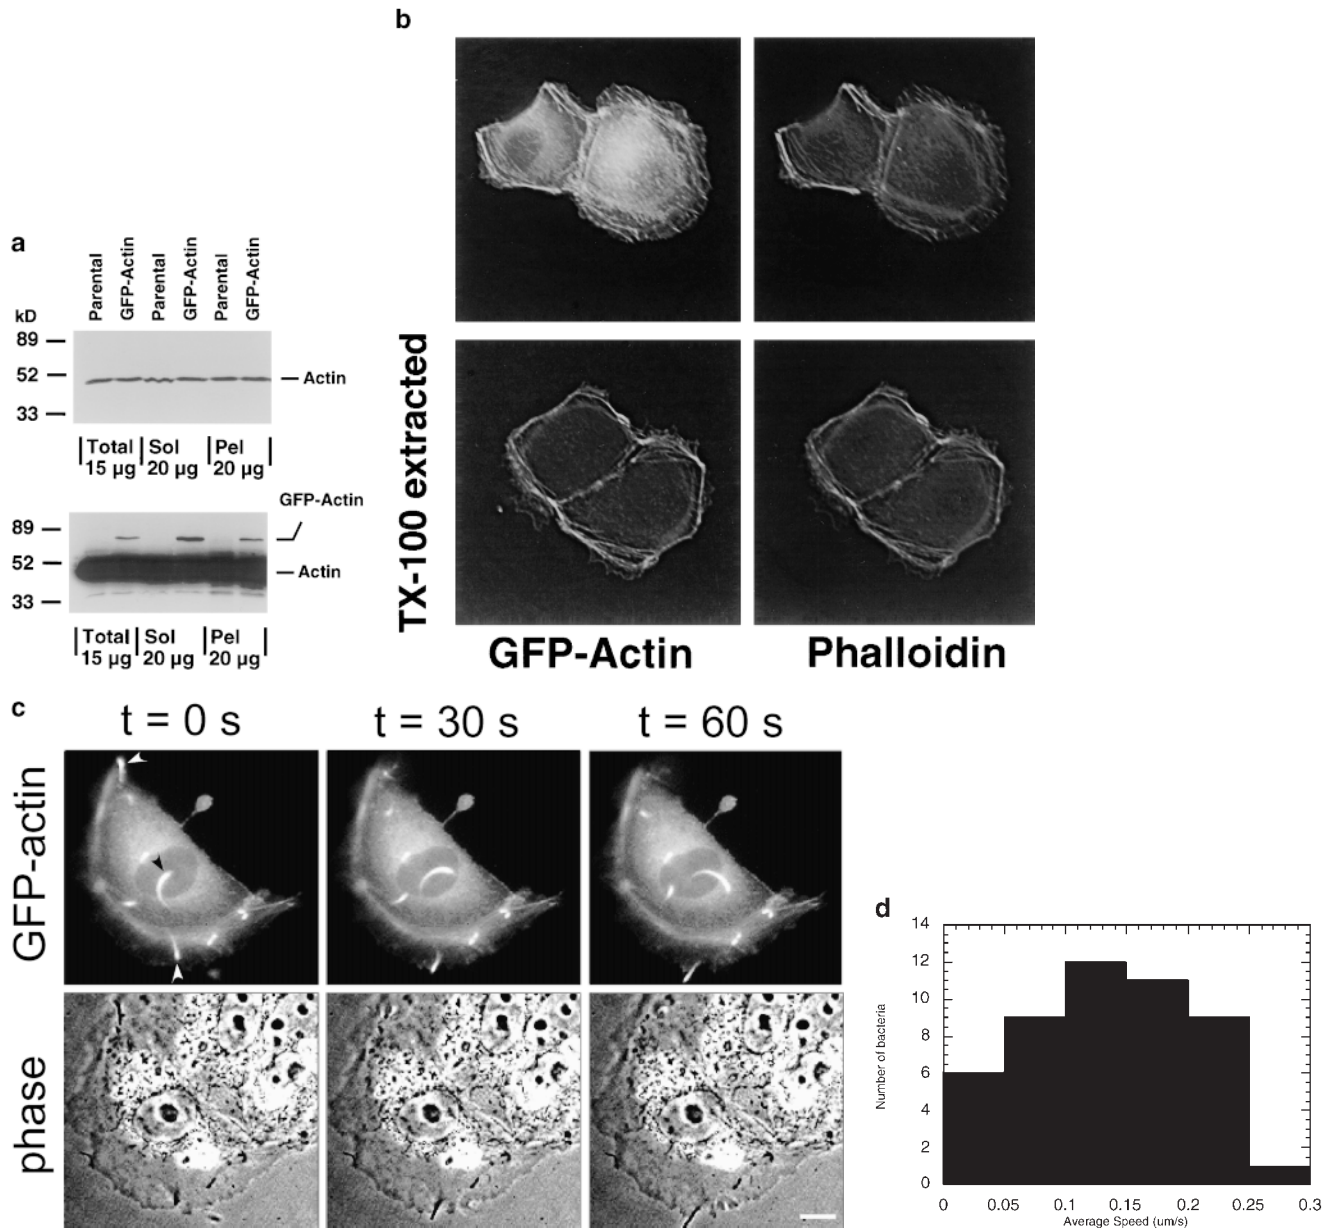 a
Parental
GFP-Actin
Parental
GFP-Actin
Parental
GFP-Actin
kD
89
52
33
Actin
Total Sol Pel
15 µg 20 µg 20 µg
GFP-Actin
89
52
33
Actin
Total Sol Pel
15 µg 20 µg 20 µg
b
TX-100 extracted
GFP-Actin Phalloidin
c
t = 0 s t = 30 s t = 60 s
GFP-actin
phase
d
14
12
10
8
6
4
2
0
Number of bacteria
0 0.05 0.1 0.15 0.2 0.25 0.3
Average Speed (um/s)